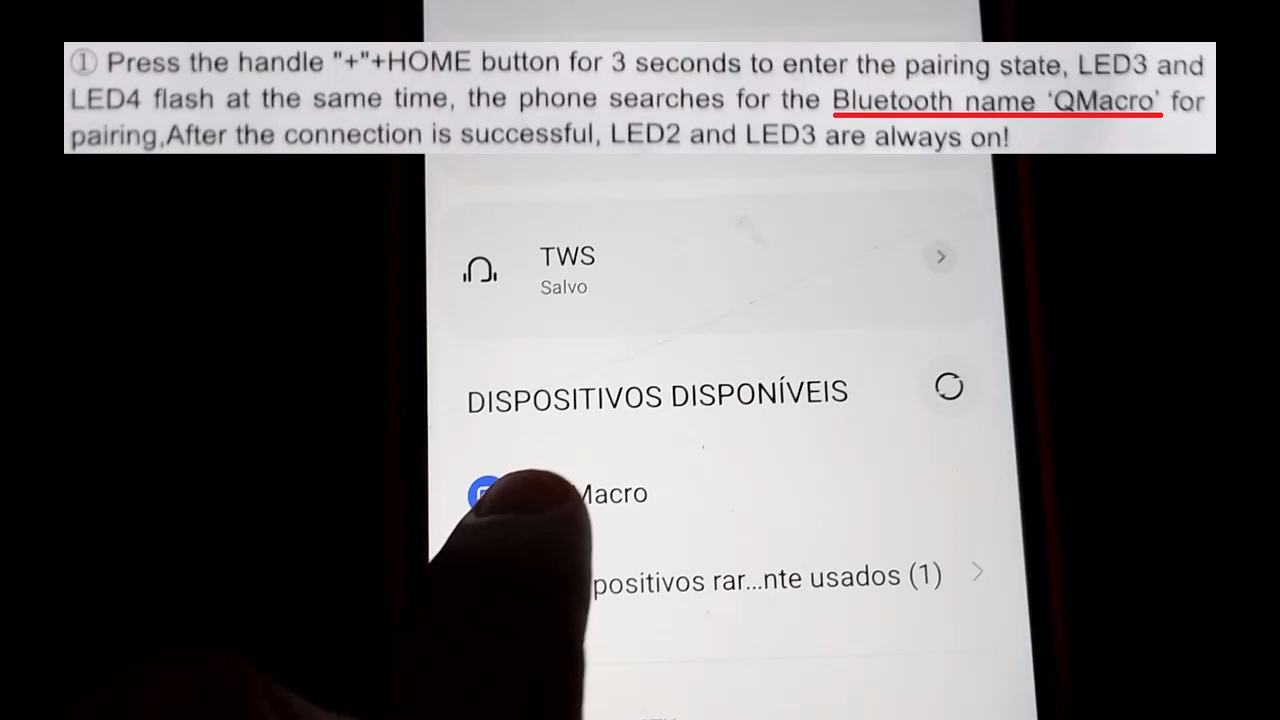 ① Press the handle "+"+HOME button for 3 seconds to enter the pairing state, LED3 and
LED4 flash at the same time, the phone searches for the Bluetooth name ‘QMacro’ for
pairing,After the connection is successful, LED2 and LED3 are always on!
TWS
Salvo
DISPOSITIVOS DISPONÍVEIS
Macro
positivos rar...nte usados (1)